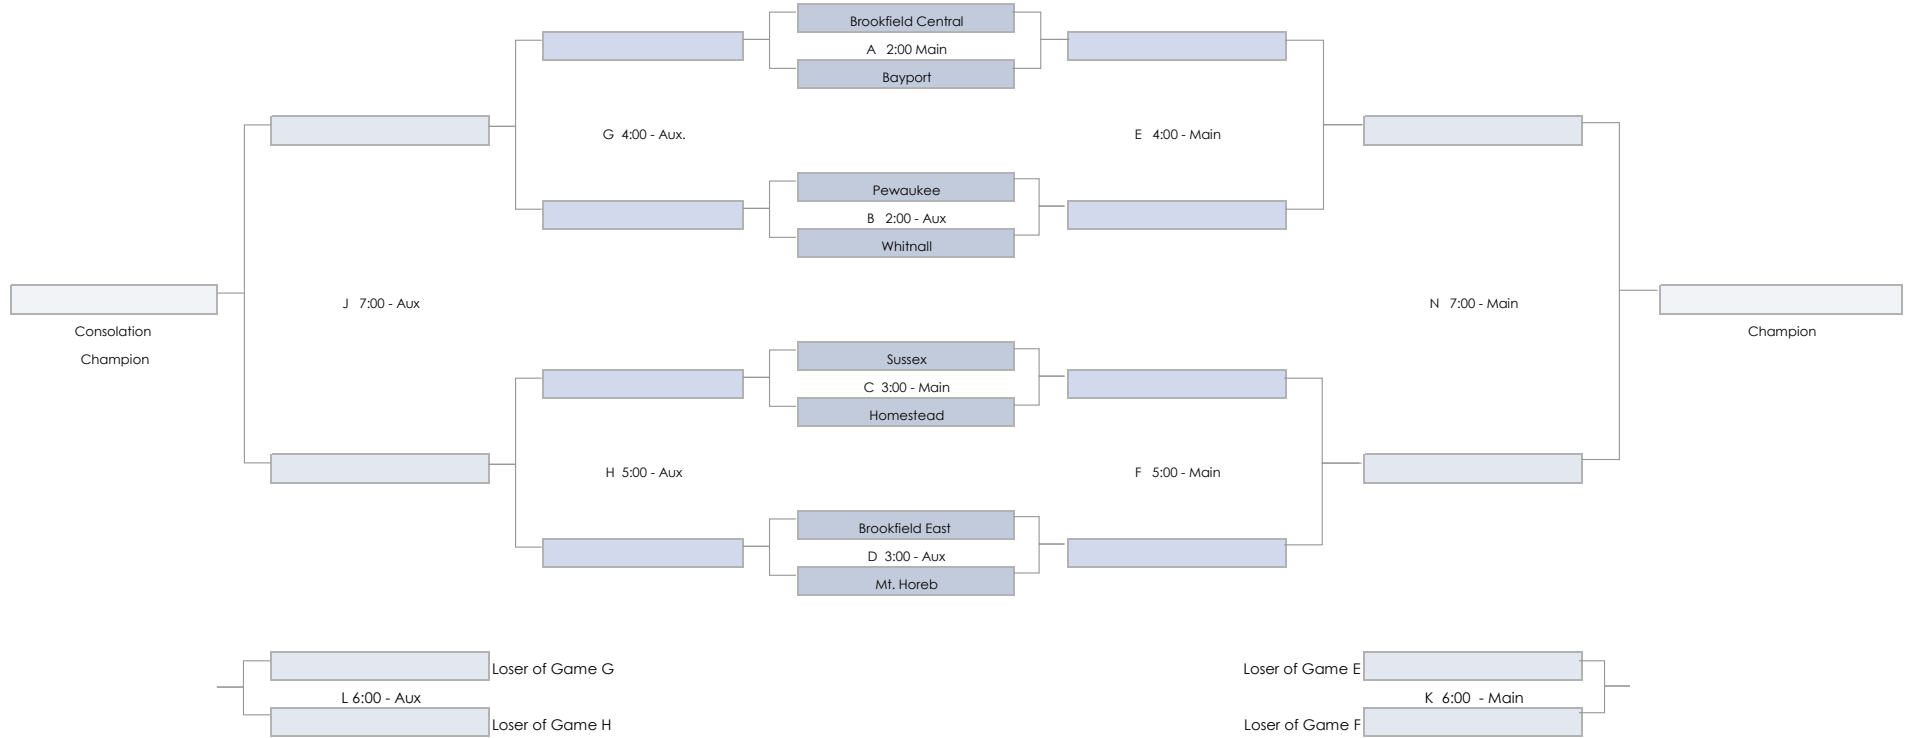 Brookfield Central
A 2:00 Main
Bayport
G 4:00 - Aux.
E 4:00 - Main
Pewaukee
B 2:00 - Aux
Whitnall
J 7:00 - Aux
N 7:00 - Main
Consolation
Champion
Champion
Sussex
C 3:00 - Main
Homestead
H 5:00 - Aux
F 5:00 - Main
Brookfield East
D 3:00 - Aux
Mt. Horeb
Loser of Game G
Loser of Game E
L 6:00 - Aux
K 6:00 - Main
Loser of Game H
Loser of Game F